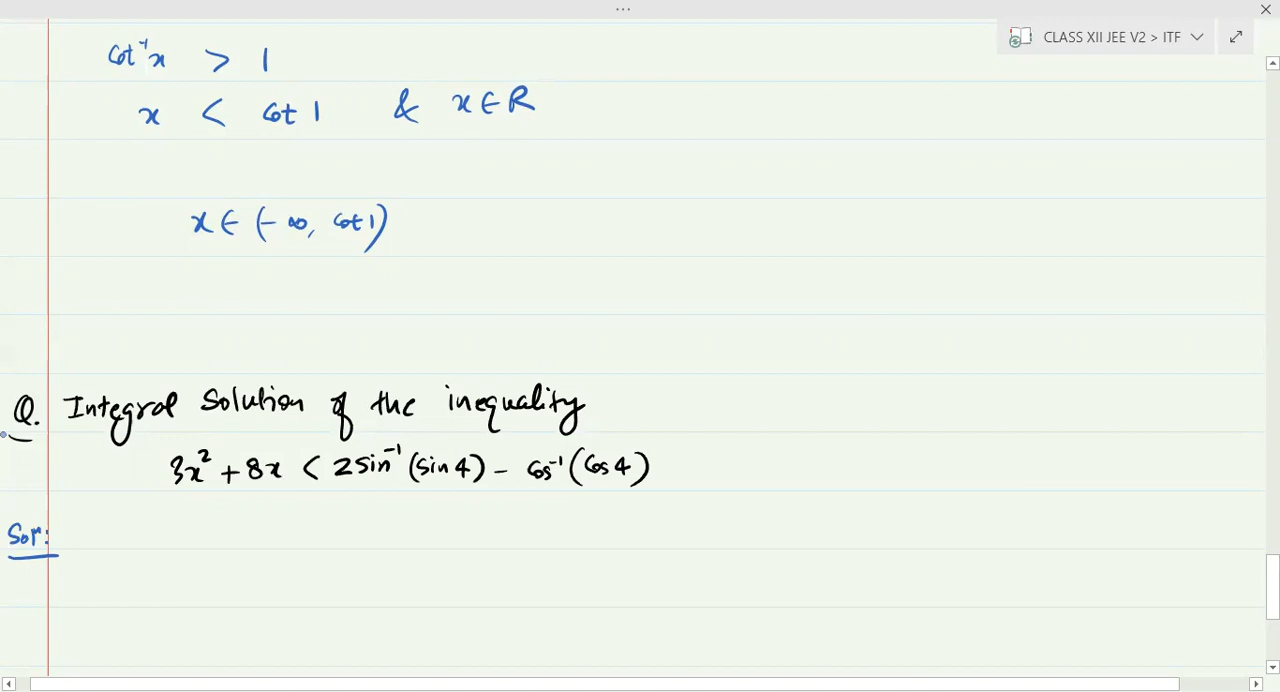 CLASS XII JEE V2 > ITF
cot⁻¹x > 1
x < cot 1 & x ∈ R
x ∈ (-∞, cot 1)
Q. Integral Solution of the inequality
3x² + 8x < 2sin⁻¹(sin 4) - cos⁻¹(cos 4)
Soln: